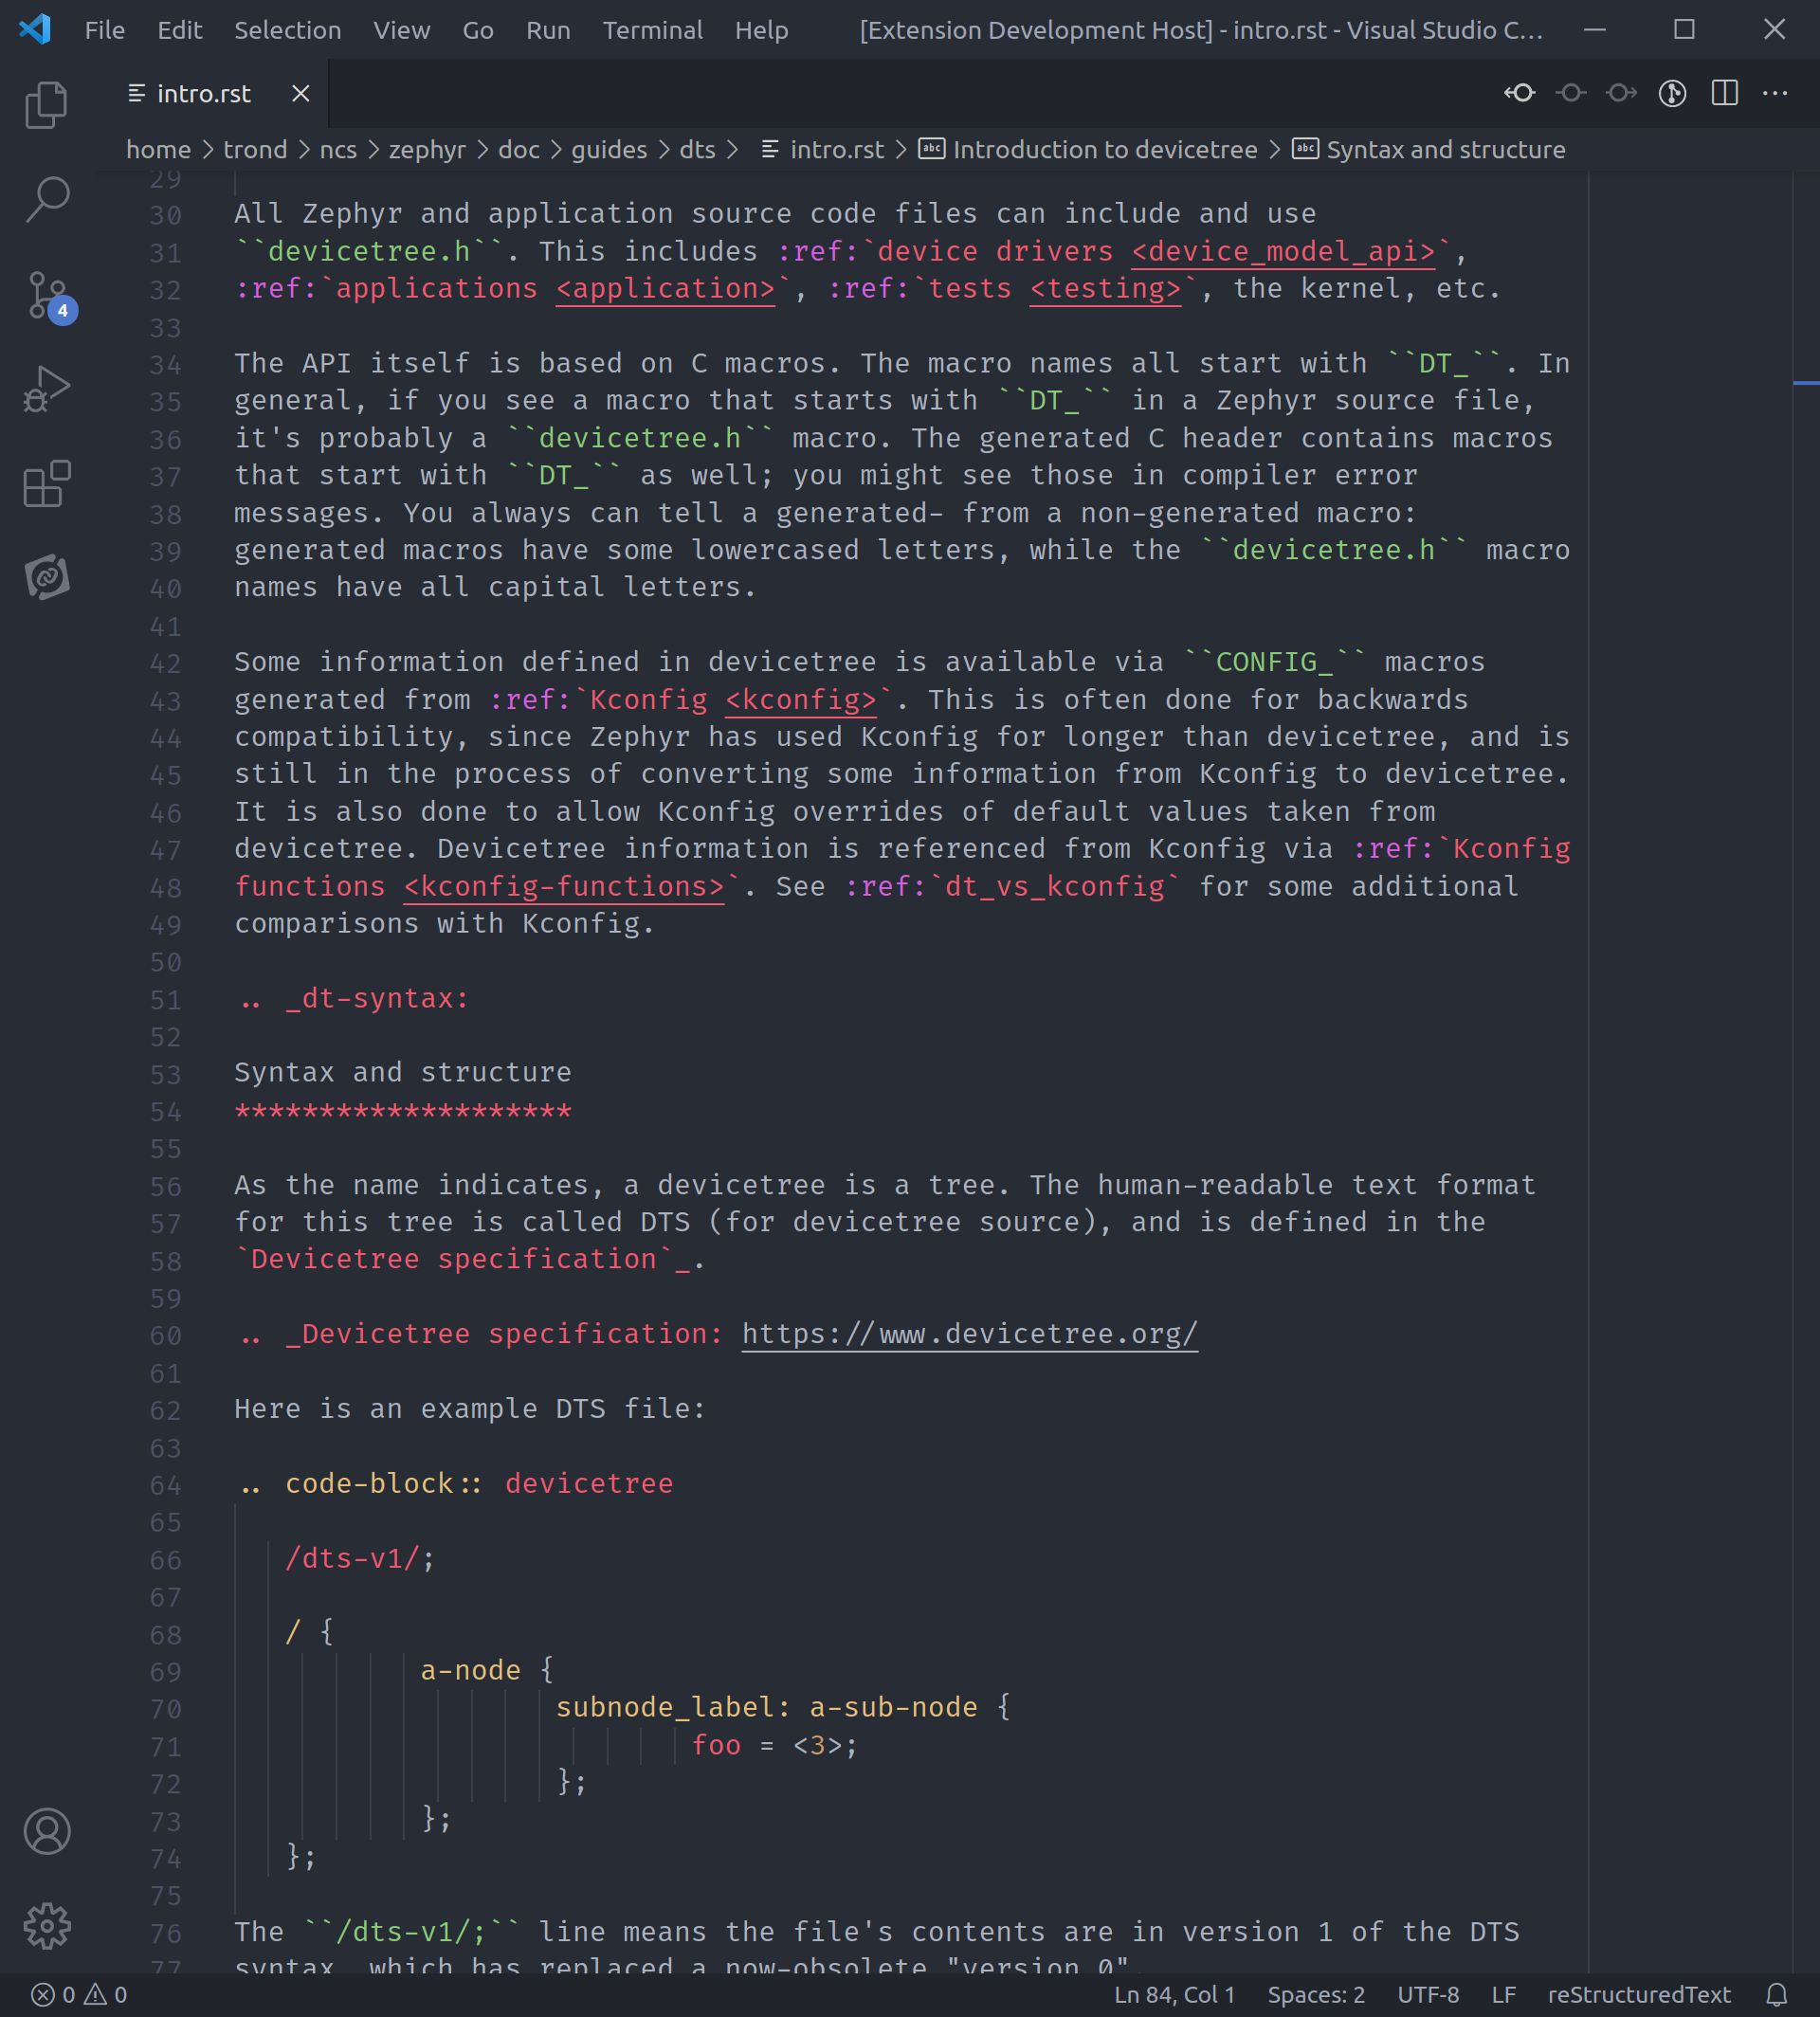 File Edit Selection View Go Run Terminal Help [Extension Development Host] - intro.rst - Visual Studio C...
intro.rst
home > trond > ncs > zephyr > doc > guides > dts > intro.rst > abc Introduction to devicetree > abc Syntax and structure
29
30 All Zephyr and application source code files can include and use
31 ``devicetree.h``. This includes :ref:`device drivers <device_model_api>`,
32 :ref:`applications <application>`, :ref:`tests <testing>`, the kernel, etc.
33
34 The API itself is based on C macros. The macro names all start with ``DT_``. In
35 general, if you see a macro that starts with ``DT_`` in a Zephyr source file,
36 it's probably a ``devicetree.h`` macro. The generated C header contains macros
37 that start with ``DT_`` as well; you might see those in compiler error
38 messages. You always can tell a generated- from a non-generated macro:
39 generated macros have some lowercased letters, while the ``devicetree.h`` macro
40 names have all capital letters.
41
42 Some information defined in devicetree is available via ``CONFIG_`` macros
43 generated from :ref:`Kconfig <kconfig>`. This is often done for backwards
44 compatibility, since Zephyr has used Kconfig for longer than devicetree, and is
45 still in the process of converting some information from Kconfig to devicetree.
46 It is also done to allow Kconfig overrides of default values taken from
47 devicetree. Devicetree information is referenced from Kconfig via :ref:`Kconfig
48 functions <kconfig-functions>`. See :ref:`dt_vs_kconfig` for some additional
49 comparisons with Kconfig.
50
51 .. _dt-syntax:
52
53 Syntax and structure
54 ********************
55
56 As the name indicates, a devicetree is a tree. The human-readable text format
57 for this tree is called DTS (for devicetree source), and is defined in the
58 `Devicetree specification`_.
59
60 .. _Devicetree specification: https://www.devicetree.org/
61
62 Here is an example DTS file:
63
64 .. code-block:: devicetree
65
66 /dts-v1/;
67
68 / {
69 a-node {
70 subnode_label: a-sub-node {
71 foo = <3>;
72 };
73 };
74 };
75
76 The ``/dts-v1/;`` line means the file's contents are in version 1 of the DTS
77 syntax, which has replaced a now-obsolete "version 0".
4
0 0 Ln 84, Col 1 Spaces: 2 UTF-8 LF reStructuredText